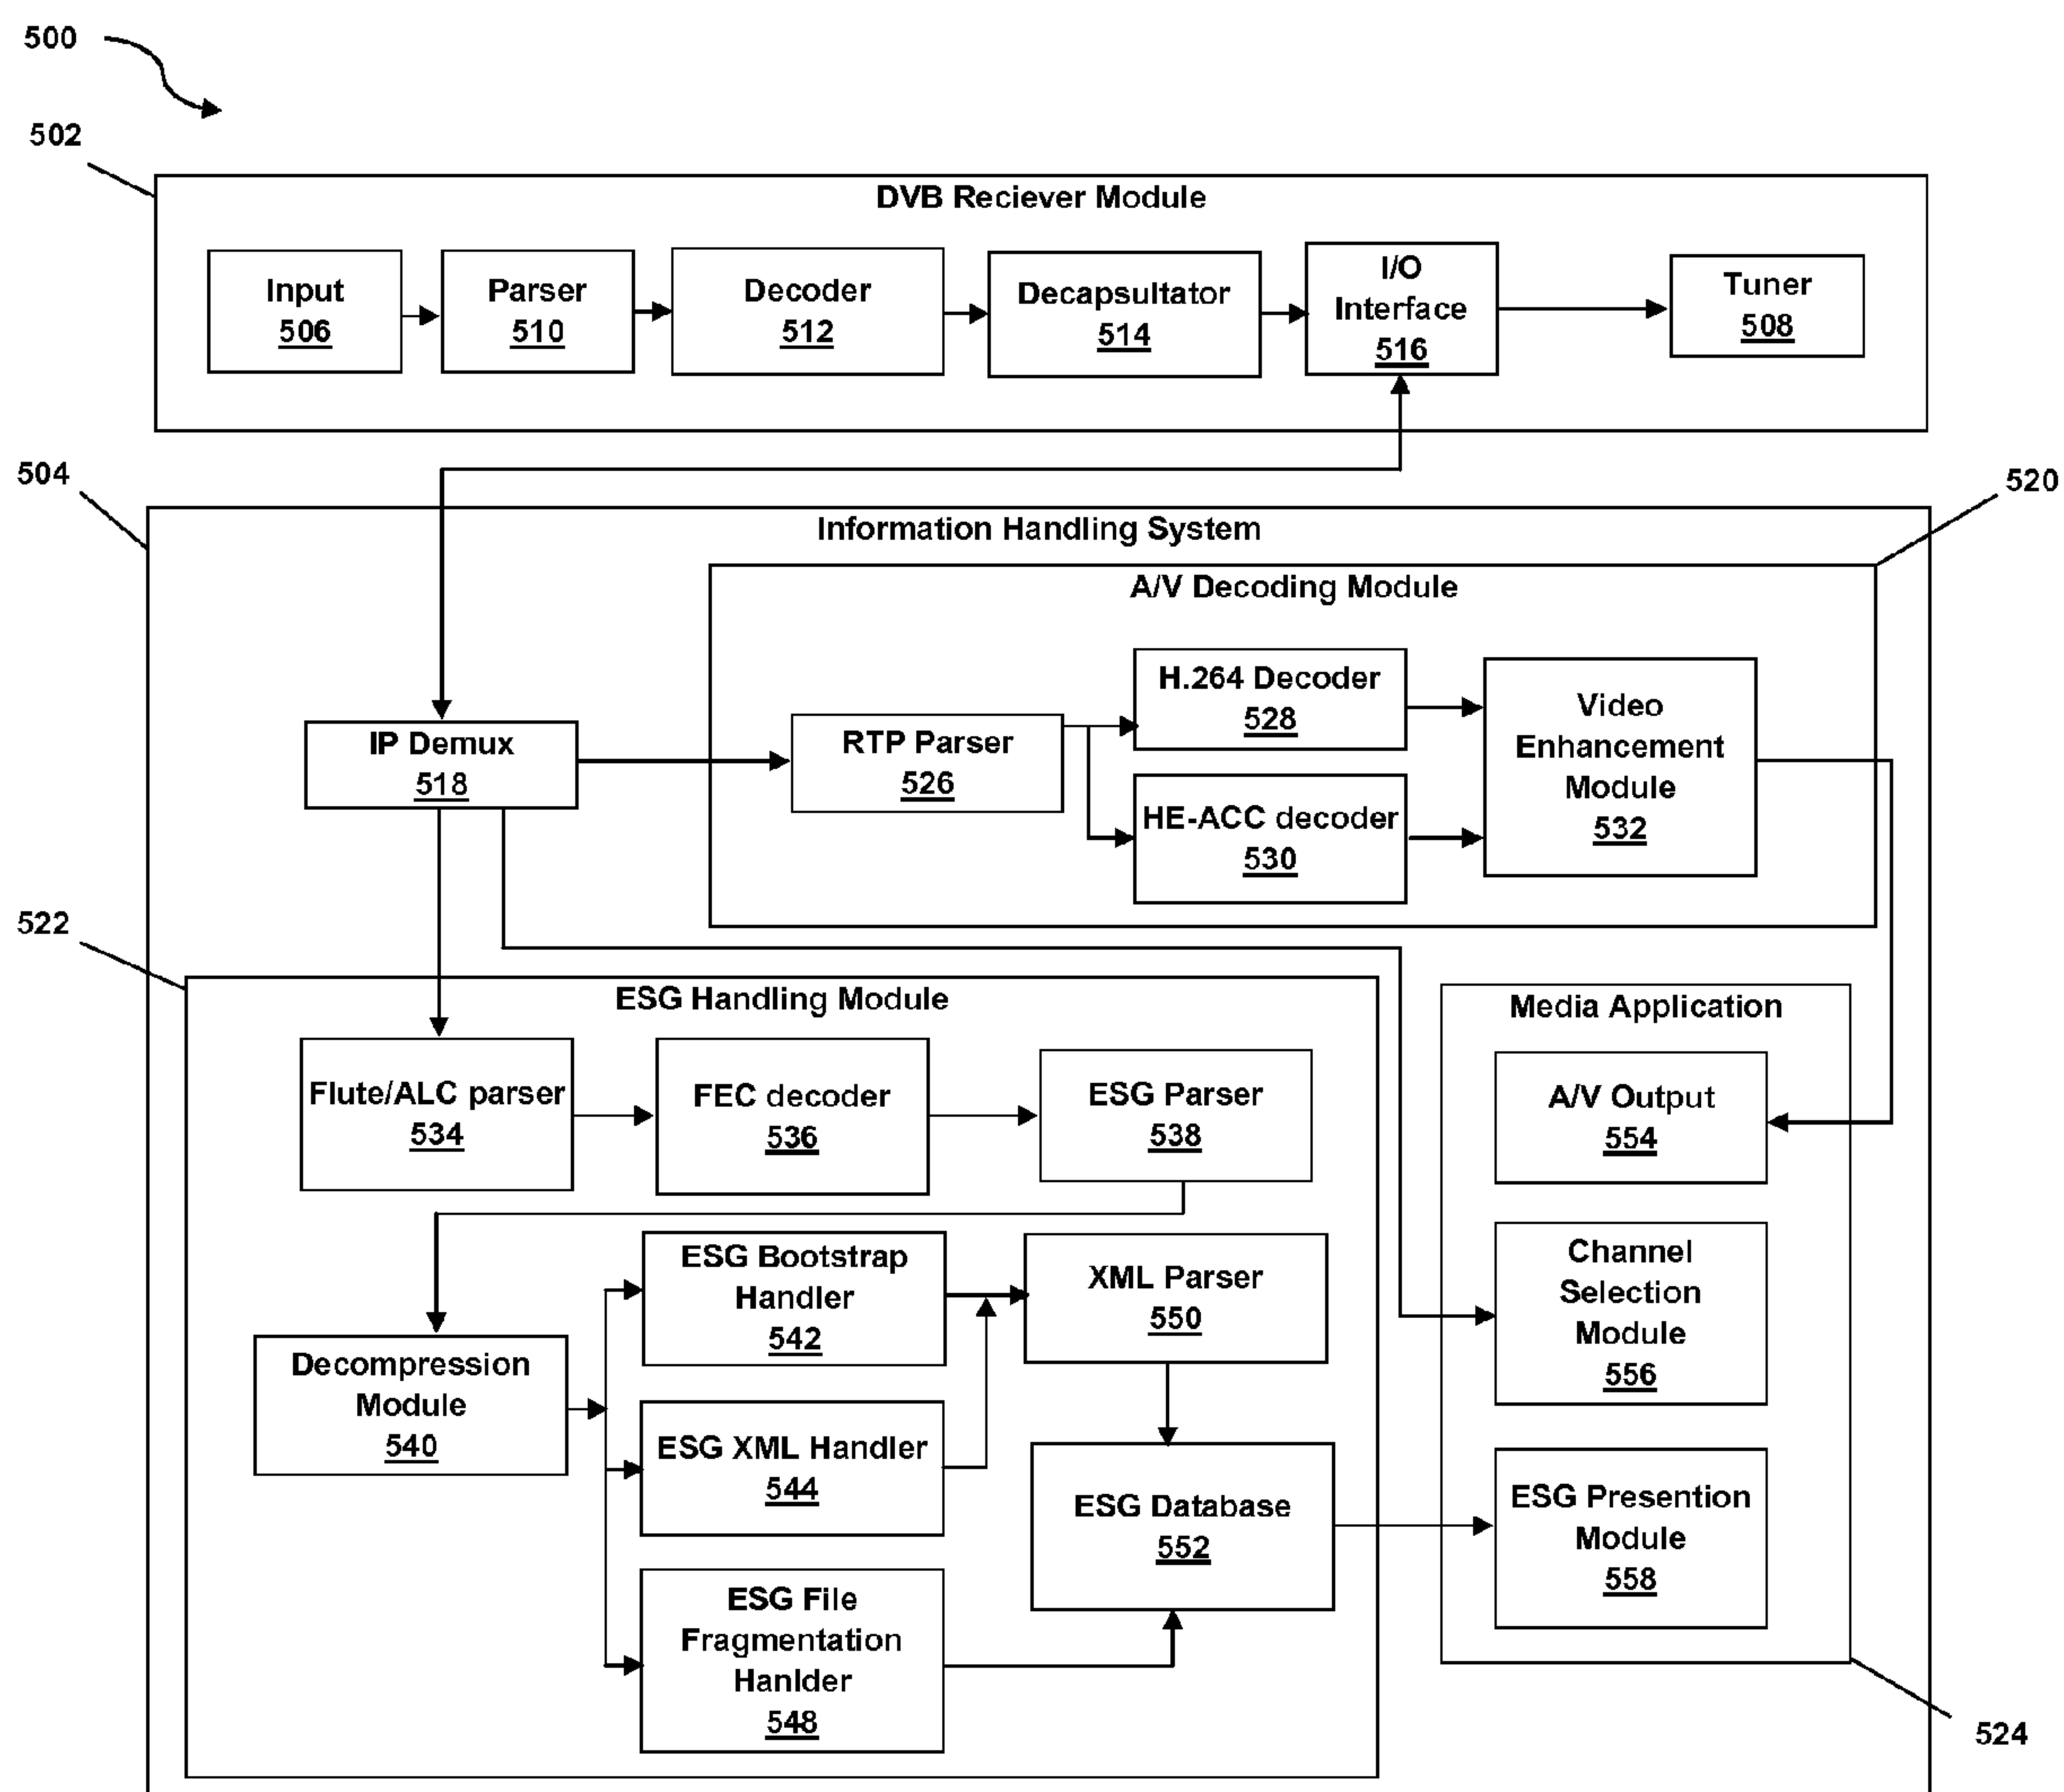 500
502
DVB Reciever Module
Input
506
Parser
510
Decoder
512
Decapsultator
514
I/O
Interface
516
Tuner
508
504
520
Information Handling System
A/V Decoding Module
IP Demux
518
RTP Parser
526
H.264 Decoder
528
HE-ACC decoder
530
Video
Enhancement
Module
532
522
ESG Handling Module
Flute/ALC parser
534
FEC decoder
536
ESG Parser
538
Decompression
Module
540
ESG Bootstrap
Handler
542
ESG XML Handler
544
ESG File
Fragmentation
Hanlder
548
XML Parser
550
ESG Database
552
Media Application
A/V Output
554
Channel
Selection
Module
556
ESG Presention
Module
558
524